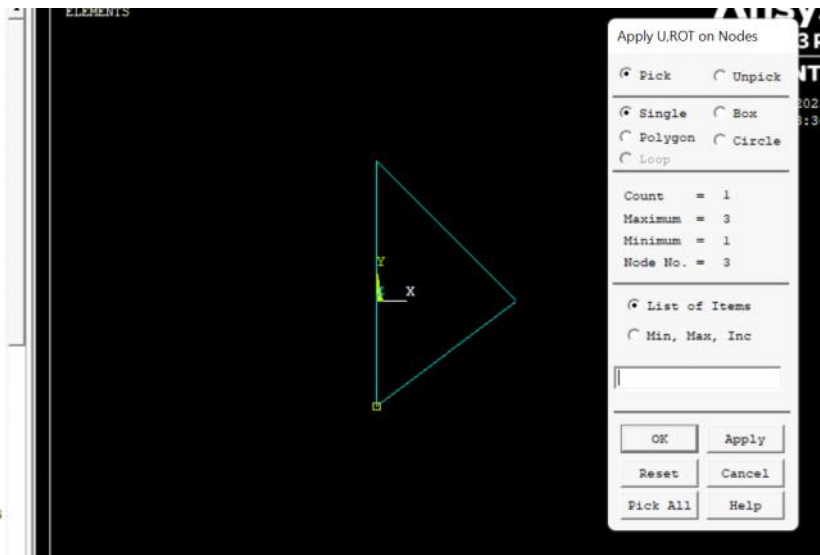 ELEMENTS
Apply U,ROT on Nodes
Pick Unpick
Single Box
Polygon Circle
Loop
Count = 1
Maximum = 3
Minimum = 1
Node No. = 3
Y
X
List of Items
Min, Max, Inc
OK Apply
Reset Cancel
Pick All Help